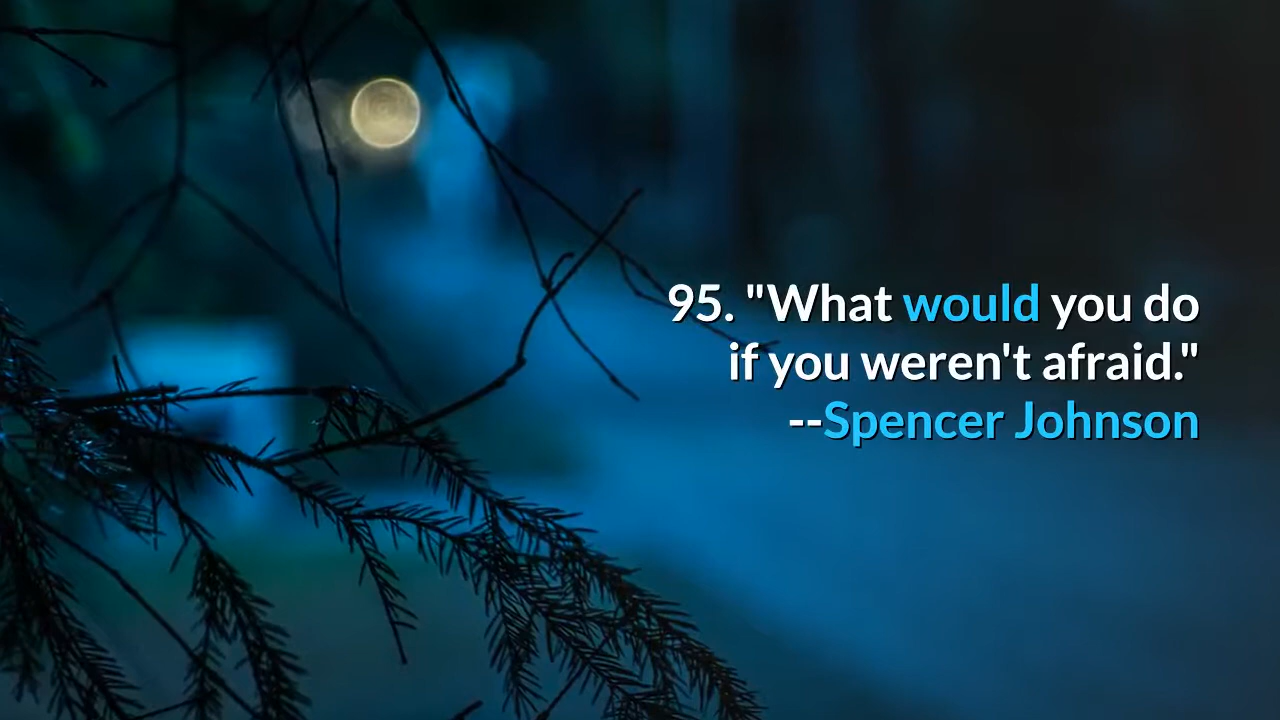 95. "What would you do
if you weren't afraid."
--Spencer Johnson